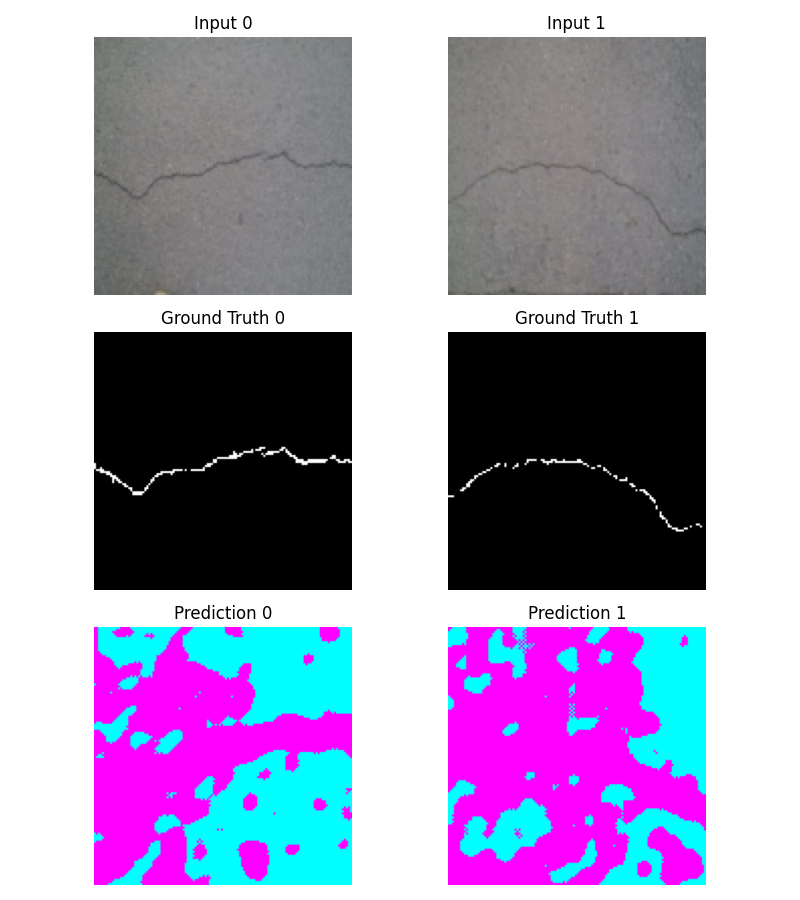 Input 0
Input 1
Ground Truth 0
Ground Truth 1
Prediction 0
Prediction 1